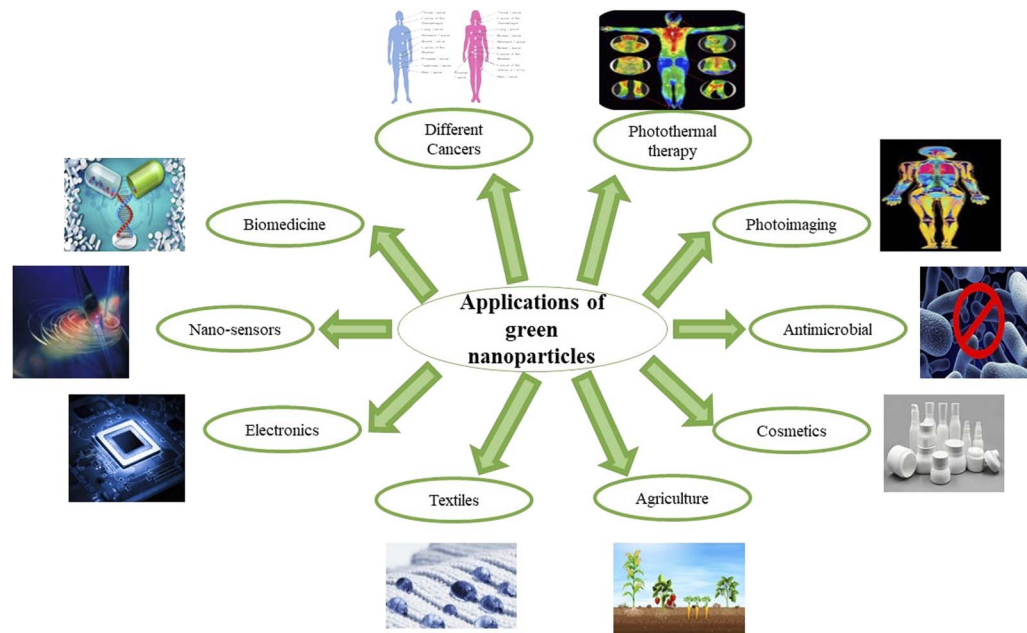 Different
Cancers
Photothermal
therapy
Biomedicine
Photoimaging
Applications of
green
nanoparticles
Nano-sensors
Antimicrobial
Electronics
Cosmetics
Textiles
Agriculture